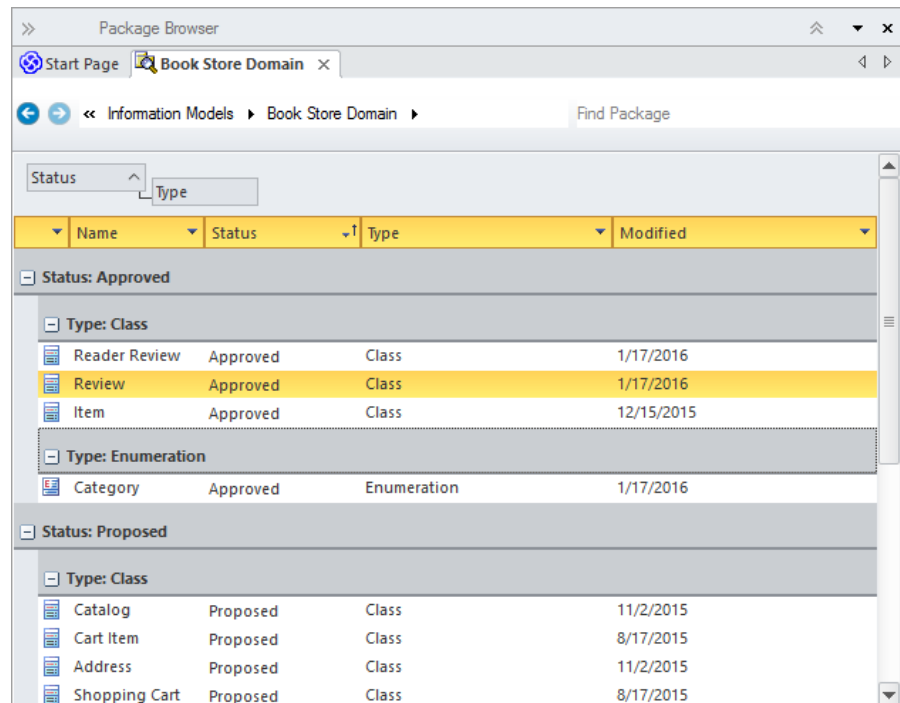 Package Browser
Start Page Book Store Domain
« Information Models Book Store Domain Find Package
Status
Type
Name Status Type Modified
Status: Approved
Type: Class
Reader Review Approved Class 1/17/2016
Review Approved Class 1/17/2016
Item Approved Class 12/15/2015
Type: Enumeration
Category Approved Enumeration 1/17/2016
Status: Proposed
Type: Class
Catalog Proposed Class 11/2/2015
Cart Item Proposed Class 8/17/2015
Address Proposed Class 11/2/2015
Shopping Cart Proposed Class 8/17/2015